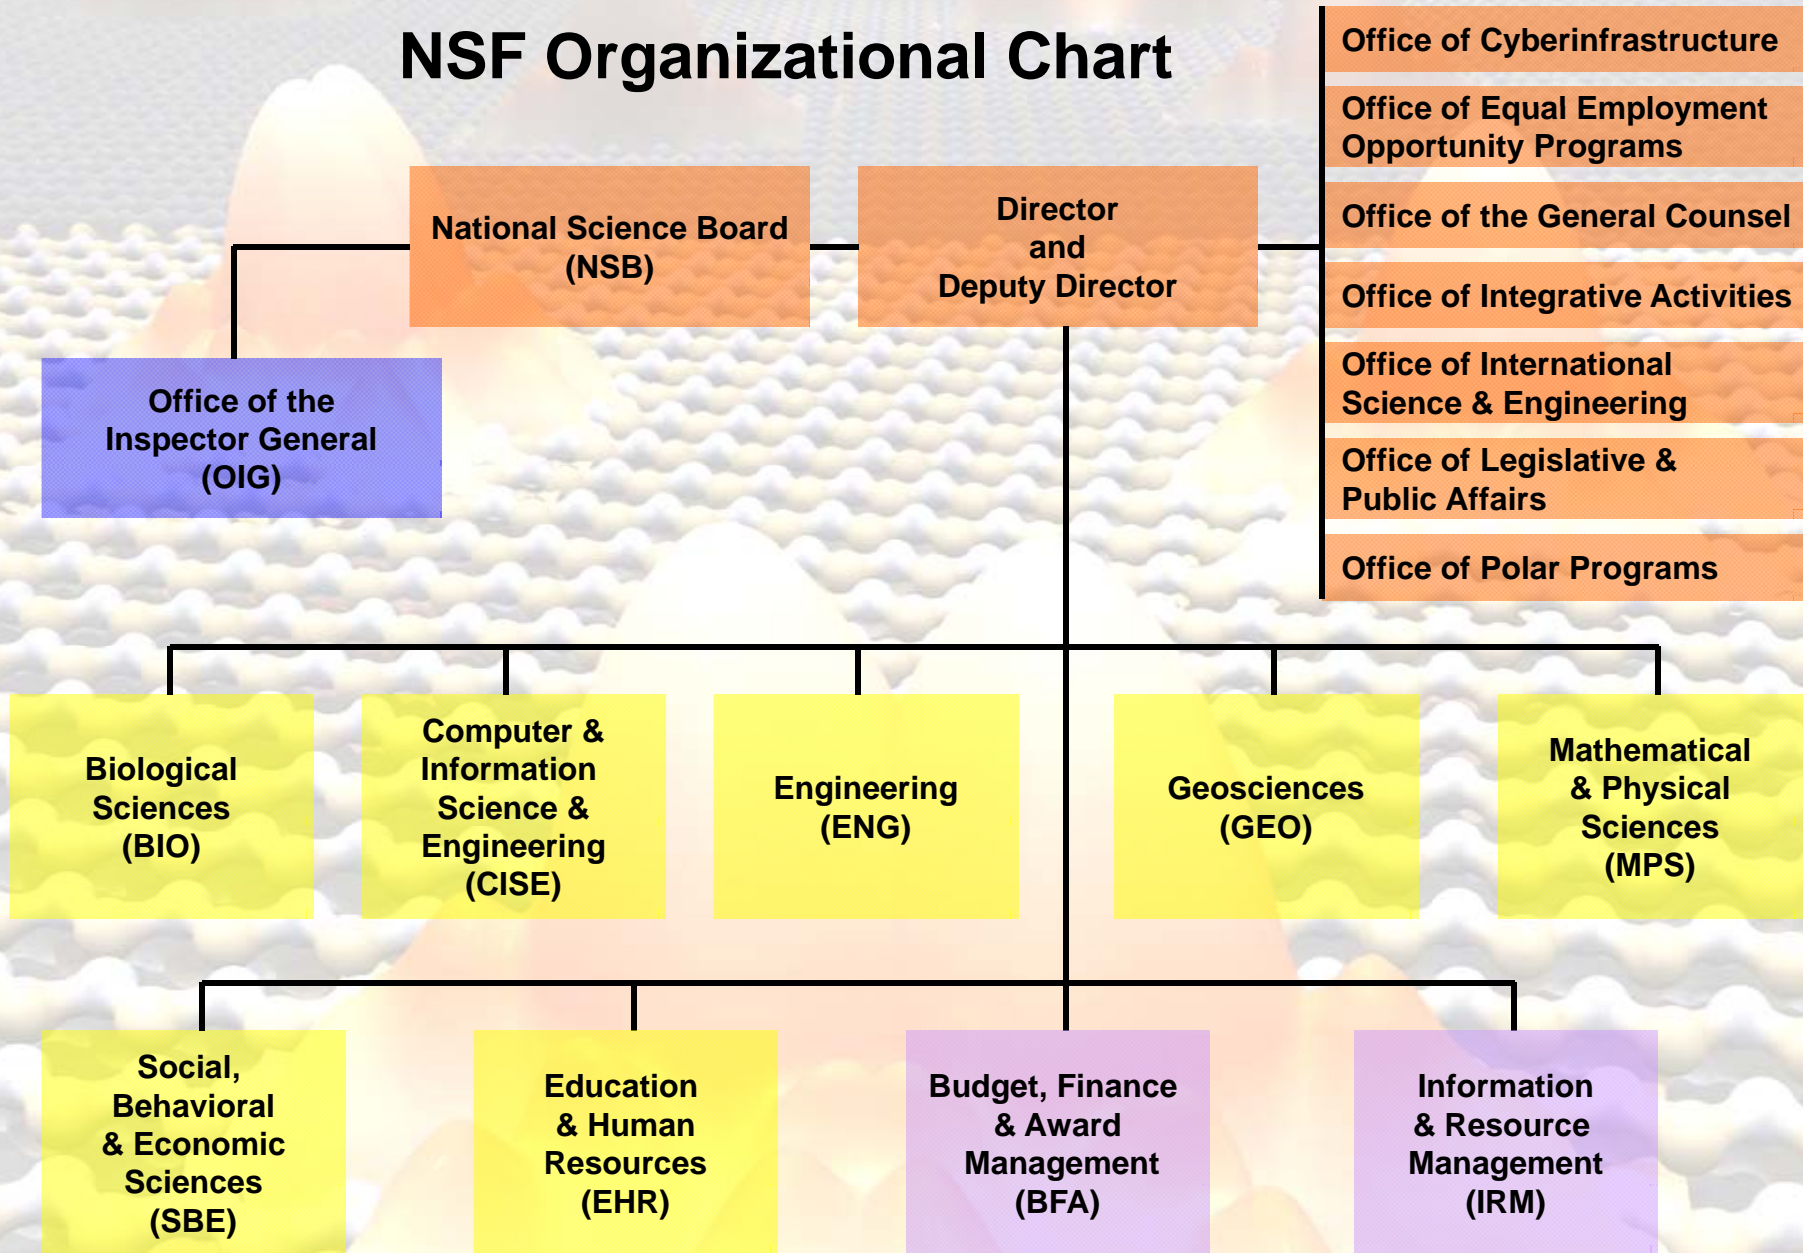 NSF Organizational Chart
Office of Cyberinfrastructure
Office of Equal Employment
Opportunity Programs
Office of the General Counsel
Office of Integrative Activities
Office of International
Science & Engineering
Office of Legislative &
Public Affairs
Office of Polar Programs
National Science Board
(NSB)
Director
and
Deputy Director
Office of the
Inspector General
(OIG)
Biological
Sciences
(BIO)
Computer &
Information
Science &
Engineering
(CISE)
Engineering
(ENG)
Geosciences
(GEO)
Mathematical
& Physical
Sciences
(MPS)
Social,
Behavioral
& Economic
Sciences
(SBE)
Education
& Human
Resources
(EHR)
Budget, Finance
& Award
Management
(BFA)
Information
& Resource
Management
(IRM)